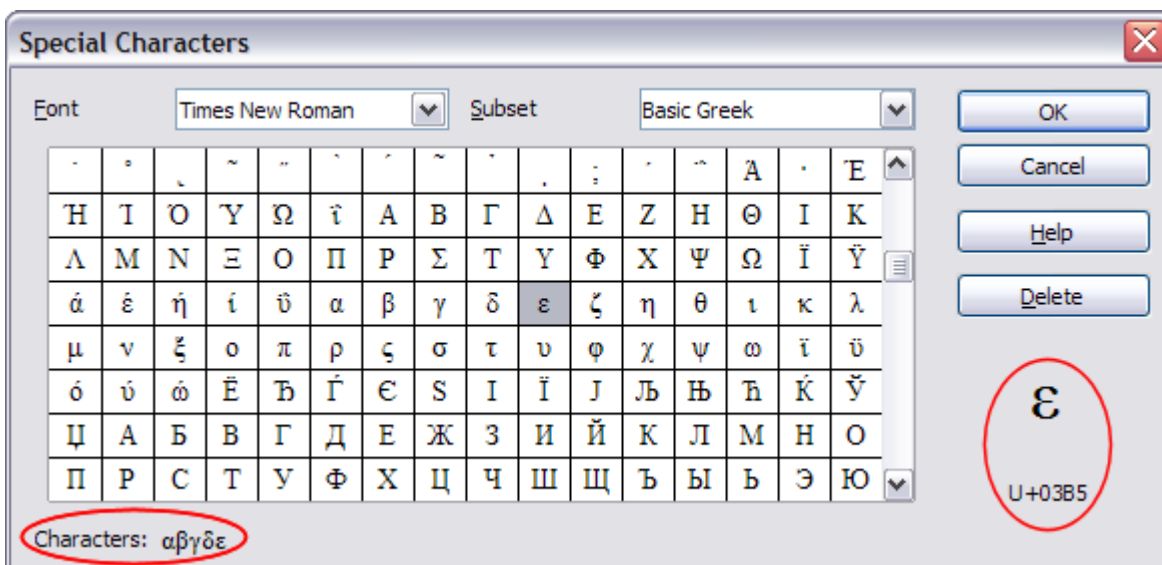 Special Characters
Font Times New Roman Subset Basic Greek OK
Cancel
Help
Delete
΄ Ά · Έ
Ή Ί Ό Ύ Ώ ΐ Α Β Γ Δ Ε Ζ Η Θ Ι Κ
Λ Μ Ν Ξ Ο Π Ρ Σ Τ Υ Φ Χ Ψ Ω Ϊ Ϋ
ά έ ή ί ΰ α β γ δ ε ζ η θ ι κ λ
μ ν ξ ο π ρ ς σ τ υ φ χ ψ ω ϊ ϋ
ό ύ ώ Ё Ђ Ѓ Є Ѕ І Ї Ј Љ Њ Ћ Ќ Ў
Џ А Б В Г Д Е Ж З И Й К Л М Н О
П Р С Т У Ф Х Ц Ч Ш Щ Ъ Ы Ь Э Ю
ε
U+03B5
Characters: αβγδε